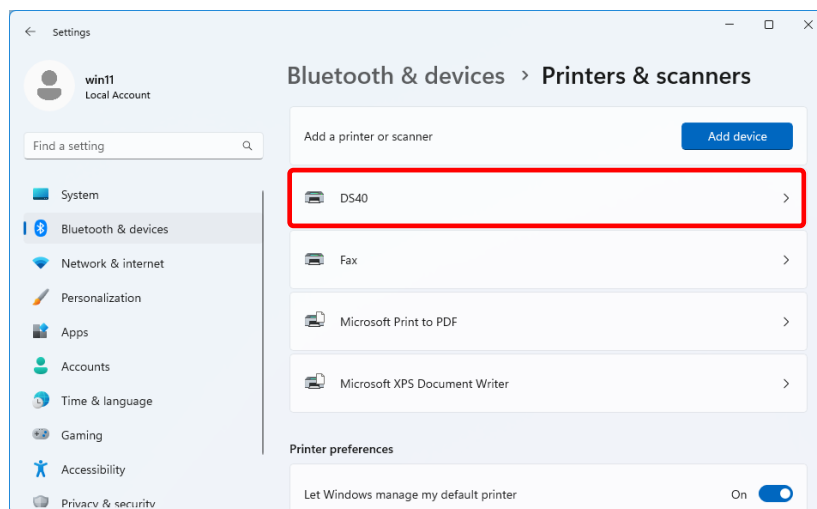 Settings
win11
Local Account
Find a setting
System
Bluetooth & devices
Network & internet
Personalization
Apps
Accounts
Time & language
Gaming
Accessibility
Privacy & security
Bluetooth & devices › Printers & scanners
Add a printer or scanner
Add device
DS40
Fax
Microsoft Print to PDF
Microsoft XPS Document Writer
Printer preferences
Let Windows manage my default printer
On